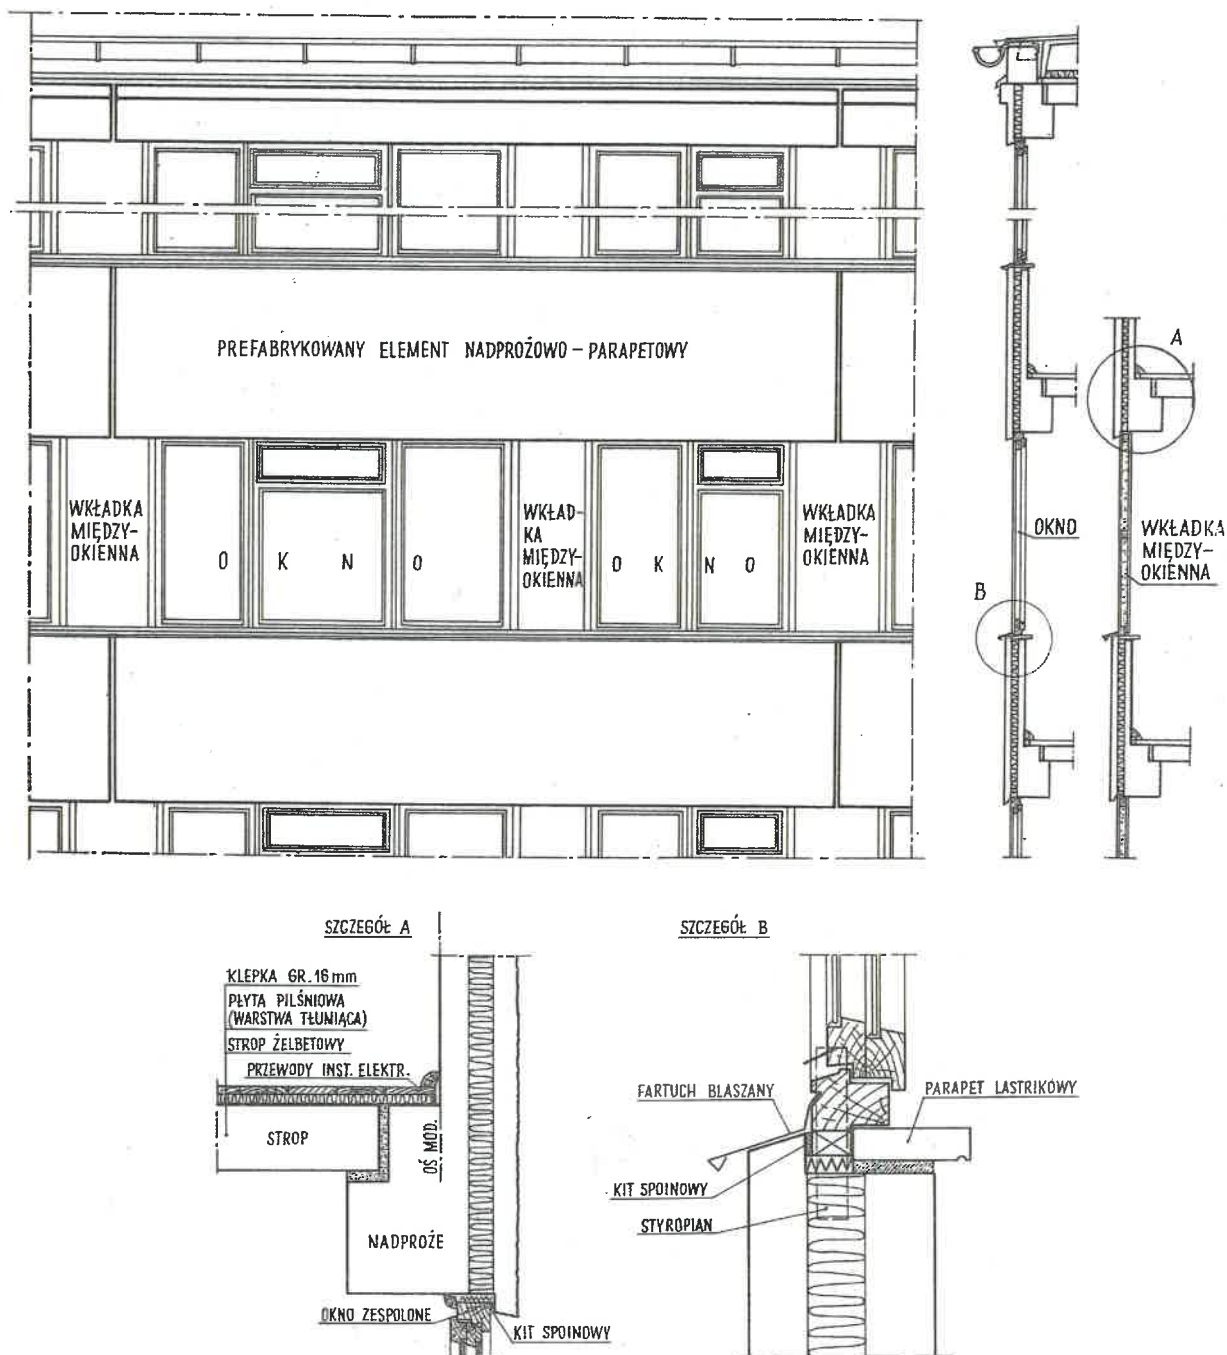 PREFABRYKOWANY ELEMENT NADPROŻOWO – PARAPETOWY
A
WKŁADKA
MIĘDZY-
OKIENNA
O K N O
WKŁAD-
KA
MIĘDZY-
OKIENNA
O K N O
WKŁADKA
MIĘDZY-
OKIENNA
OKNO
WKŁADKA
MIĘDZY-
OKIENNA
B
SZCZEGÓŁ A
KLEPKA GR. 16 mm
PŁYTA PILŚNIOWA
(WARSTWA TŁUMIĄCA)
STROP ŻELBETOWY
PRZEWODY INST. ELEKTR.
STROP
OŚ MOD.
NADPROŻE
OKNO ZESPOLONE
KIT SPOINOWY
SZCZEGÓŁ B
FARTUCH BLASZANY
PARAPET LASTRIKOWY
KIT SPOINOWY
STYROPIAN